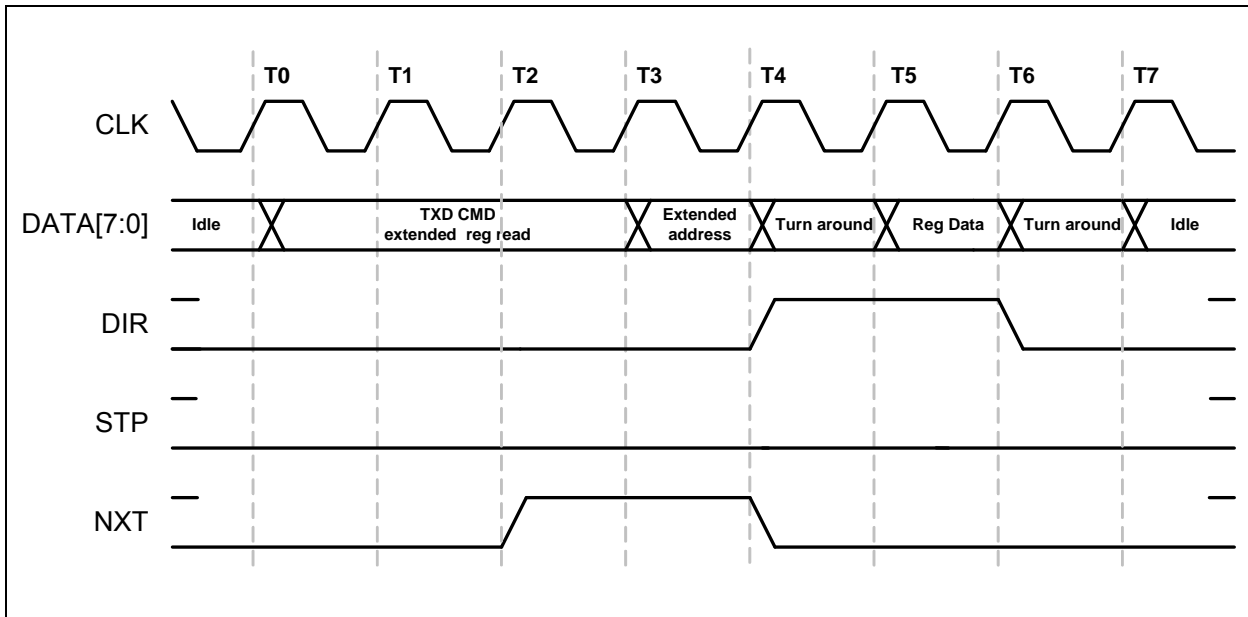 T0 T1 T2 T3 T4 T5 T6 T7
CLK
DATA[7:0]
Idle
TXD CMD
extended reg read
Extended
address
Turn around
Reg Data
Turn around
Idle
DIR
STP
NXT